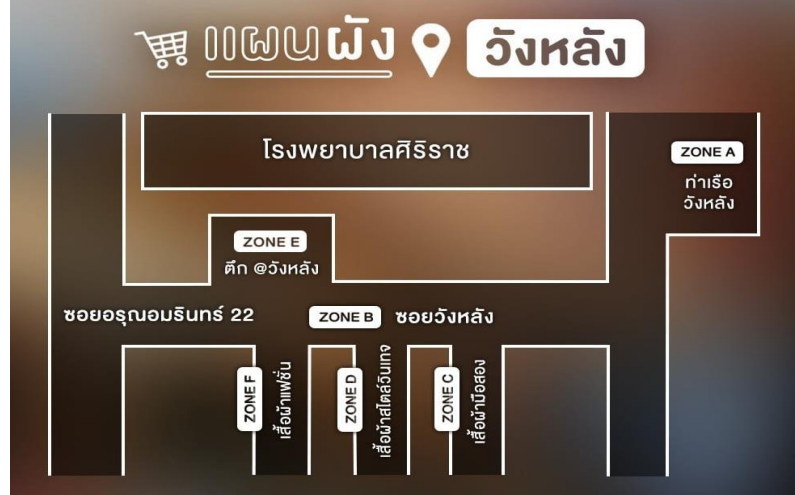 แผนผัง วังหลัง
โรงพยาบาลศิริราช
ZONE A
ท่าเรือ
วังหลัง
ZONE E
ตึก @วังหลัง
ซอยอรุณอมรินทร์ 22
ZONE B ซอยวังหลัง
ZONE F
เสื้อผ้าแฟชั่น
ZONE D
เสื้อผ้าสไตล์วินเทจ
ZONE C
เสื้อผ้ามือสอง